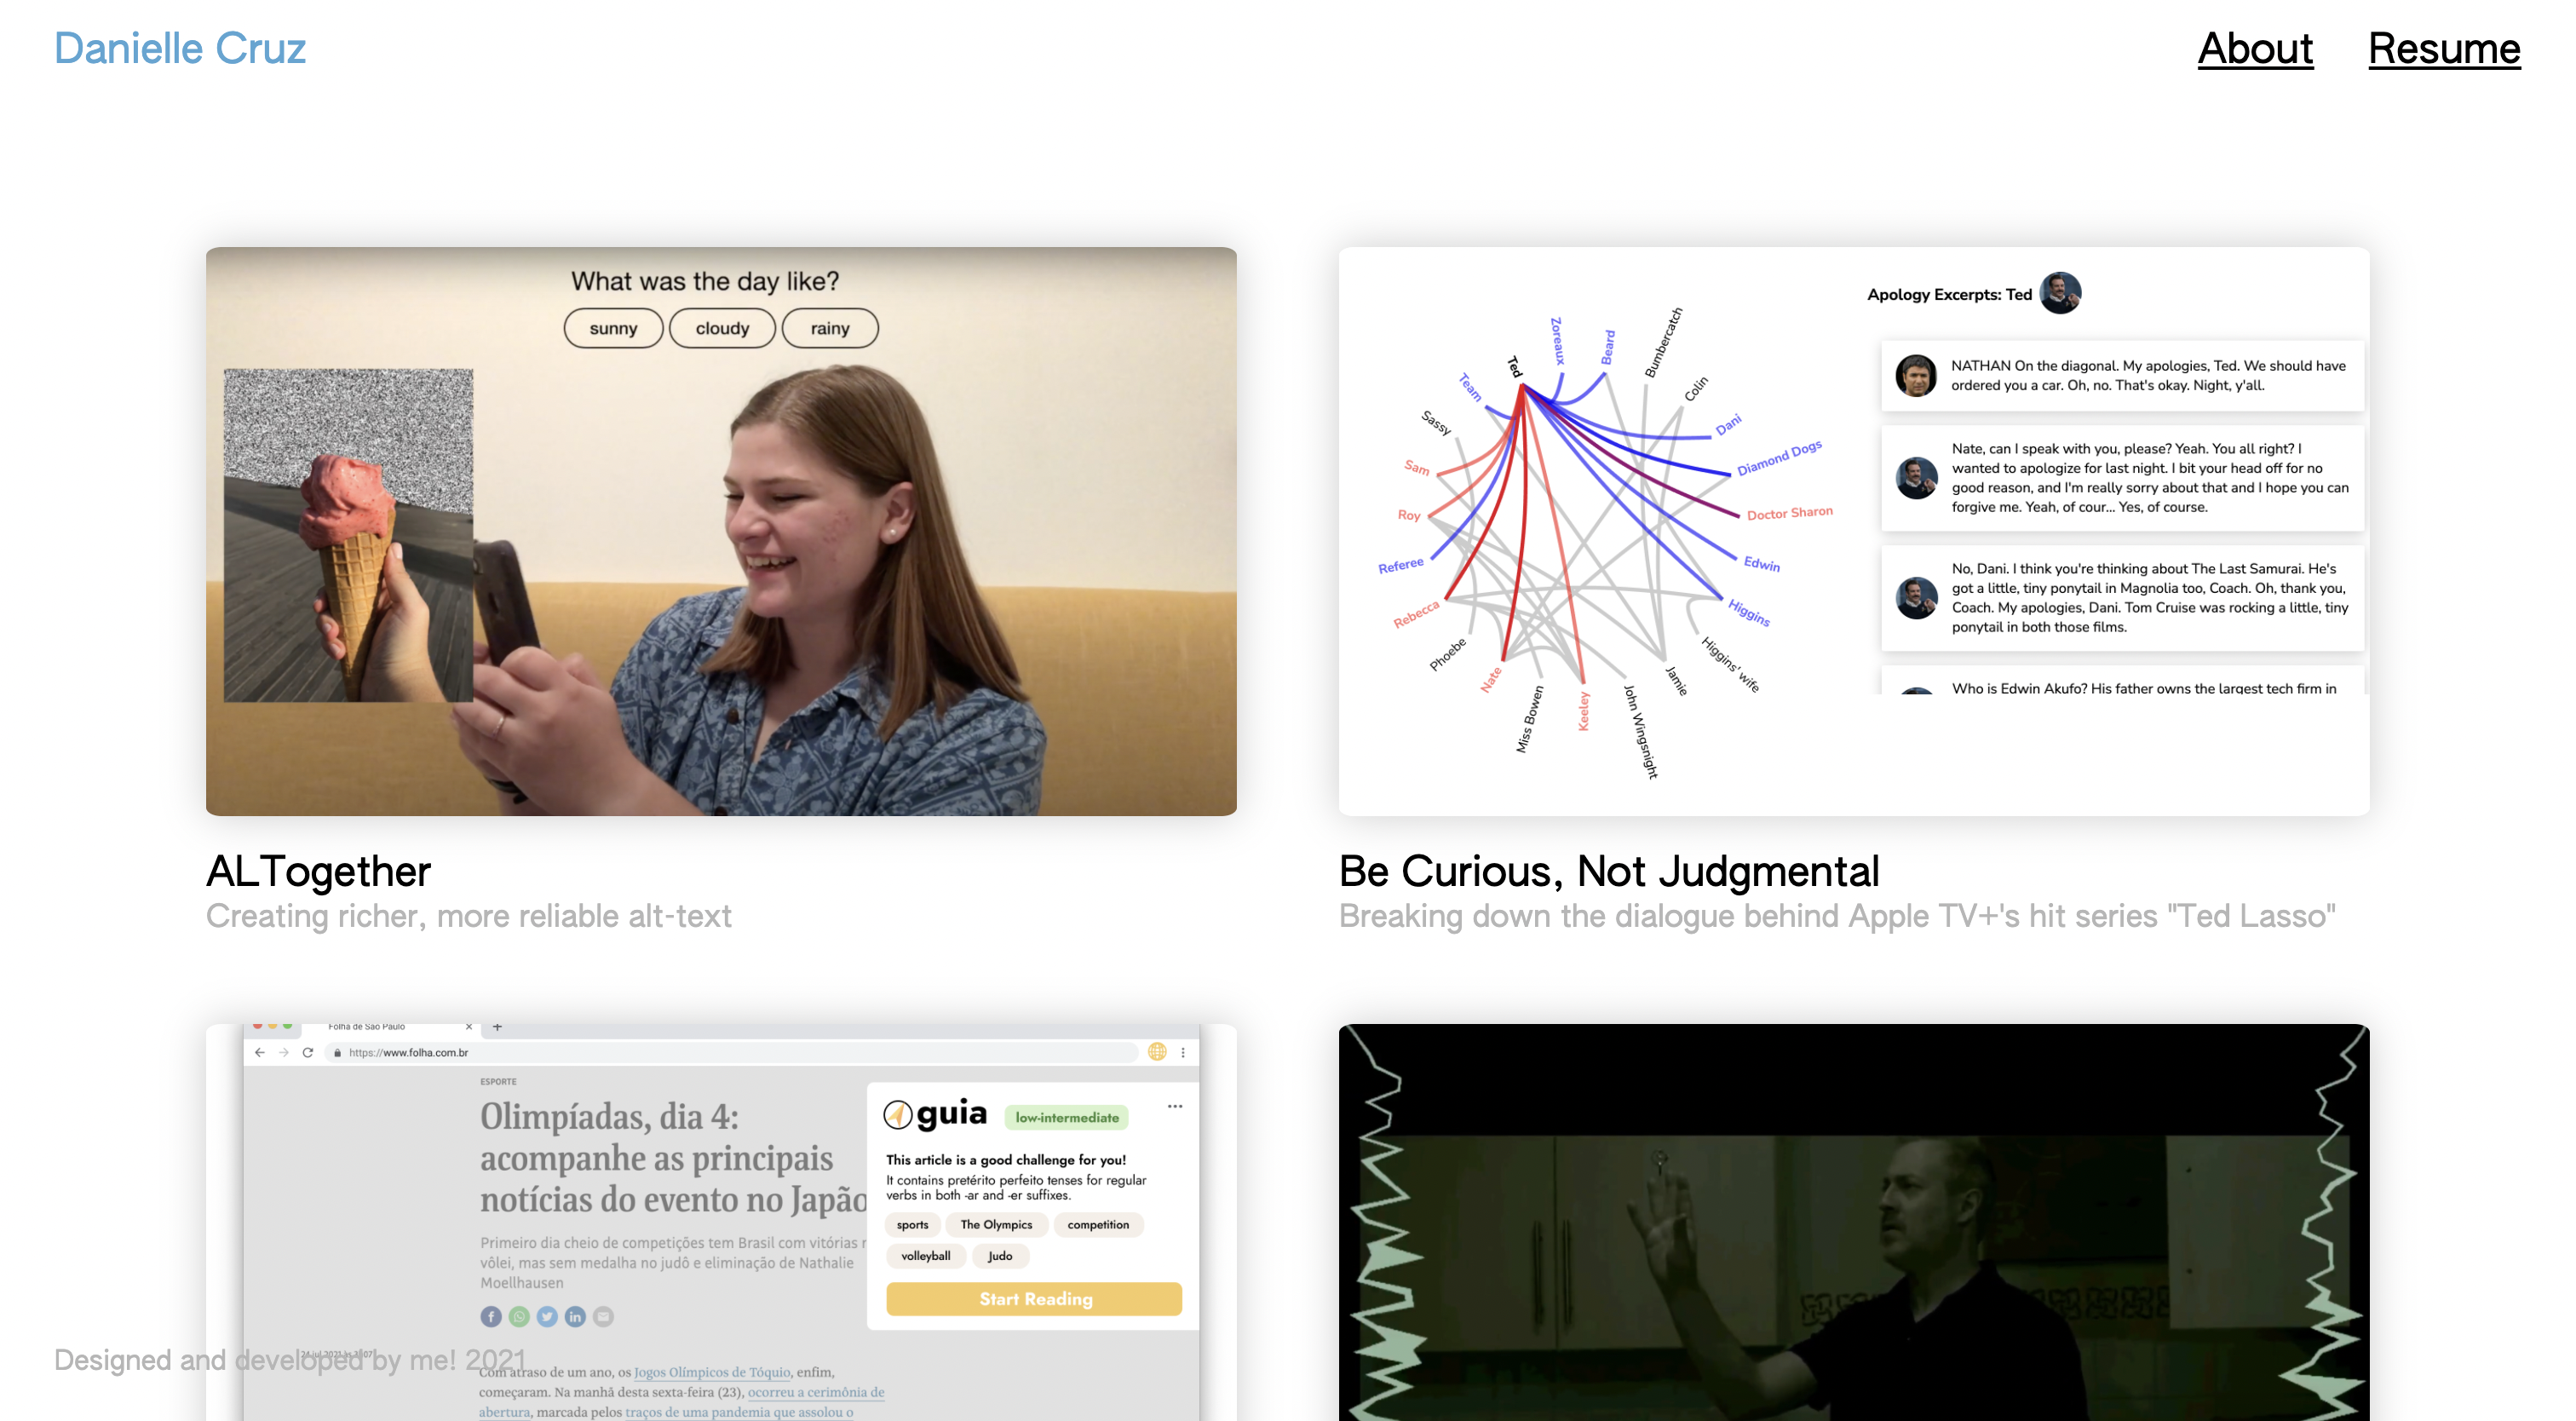 Danielle Cruz
About
Resume
What was the day like?
sunny
cloudy
rainy
Zoreaux
Beard
Bumbercatch
Colin
Dani
Diamond Dogs
Doctor Sharon
Edwin
Higgins
Higgins' wife
Jamie
John Wingsnight
Keeley
Miss Bowen
Nate
Phoebe
Rebecca
Referee
Roy
Sam
Sassy
Team
Ted
Apology Excerpts: Ted
NATHAN On the diagonal. My apologies, Ted. We should have
ordered you a car. Oh, no. That's okay. Night, y'all.
Nate, can I speak with you, please? Yeah. You all right? I
wanted to apologize for last night. I bit your head off for no
good reason, and I'm really sorry about that and I hope you can
forgive me. Yeah, of cour... Yes, of course.
No, Dani. I think you're thinking about The Last Samurai. He's
got a little, tiny ponytail in Magnolia too, Coach. Oh, thank you,
Coach. My apologies, Dani. Tom Cruise was rocking a little, tiny
ponytail in both those films.
Who is Edwin Akufo? His father owns the largest tech firm in
ALTogether
Creating richer, more reliable alt-text
Be Curious, Not Judgmental
Breaking down the dialogue behind Apple TV+'s hit series "Ted Lasso"
Folha de São Paulo
https://www.folha.com.br
ESPORTE
Olimpíadas, dia 4:
acompanhe as principais
notícias do evento no Japão
Primeiro dia cheio de competições tem Brasil com vitórias
vôlei, mas sem medalha no judô e eliminação de Nathalie
Moellhausen
guia
low-intermediate
This article is a good challenge for you!
It contains pretérito perfeito tenses for regular
verbs in both -ar and -er suffixes.
sports
The Olympics
competition
volleyball
Judo
Start Reading
Designed and developed by me! 2021
Com atraso de um ano, os Jogos Olímpicos de Tóquio, enfim,
começaram. Na manhã desta sexta-feira (23), ocorreu a cerimônia de
abertura, marcada pelos traços de uma pandemia que assolou o